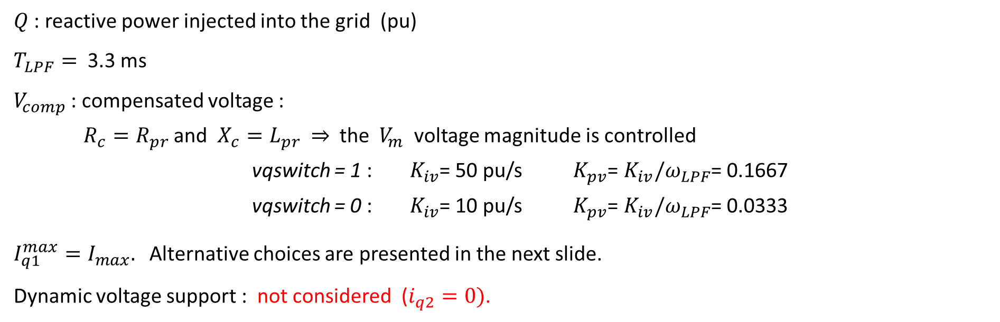 Q : reactive power injected into the grid (pu)
T_{LPF} = 3.3 ms
V_{comp} : compensated voltage :
R_c = R_{pr} and X_c = L_{pr} ⇒ the V_m voltage magnitude is controlled
vqswitch = 1 : K_{iv}= 50 pu/s K_{pv}= K_{iv}/ω_{LPF}= 0.1667
vqswitch = 0 : K_{iv}= 10 pu/s K_{pv}= K_{iv}/ω_{LPF}= 0.0333
I_{q1}^{max} = I_{max}. Alternative choices are presented in the next slide.
Dynamic voltage support : not considered (i_{q2} = 0).